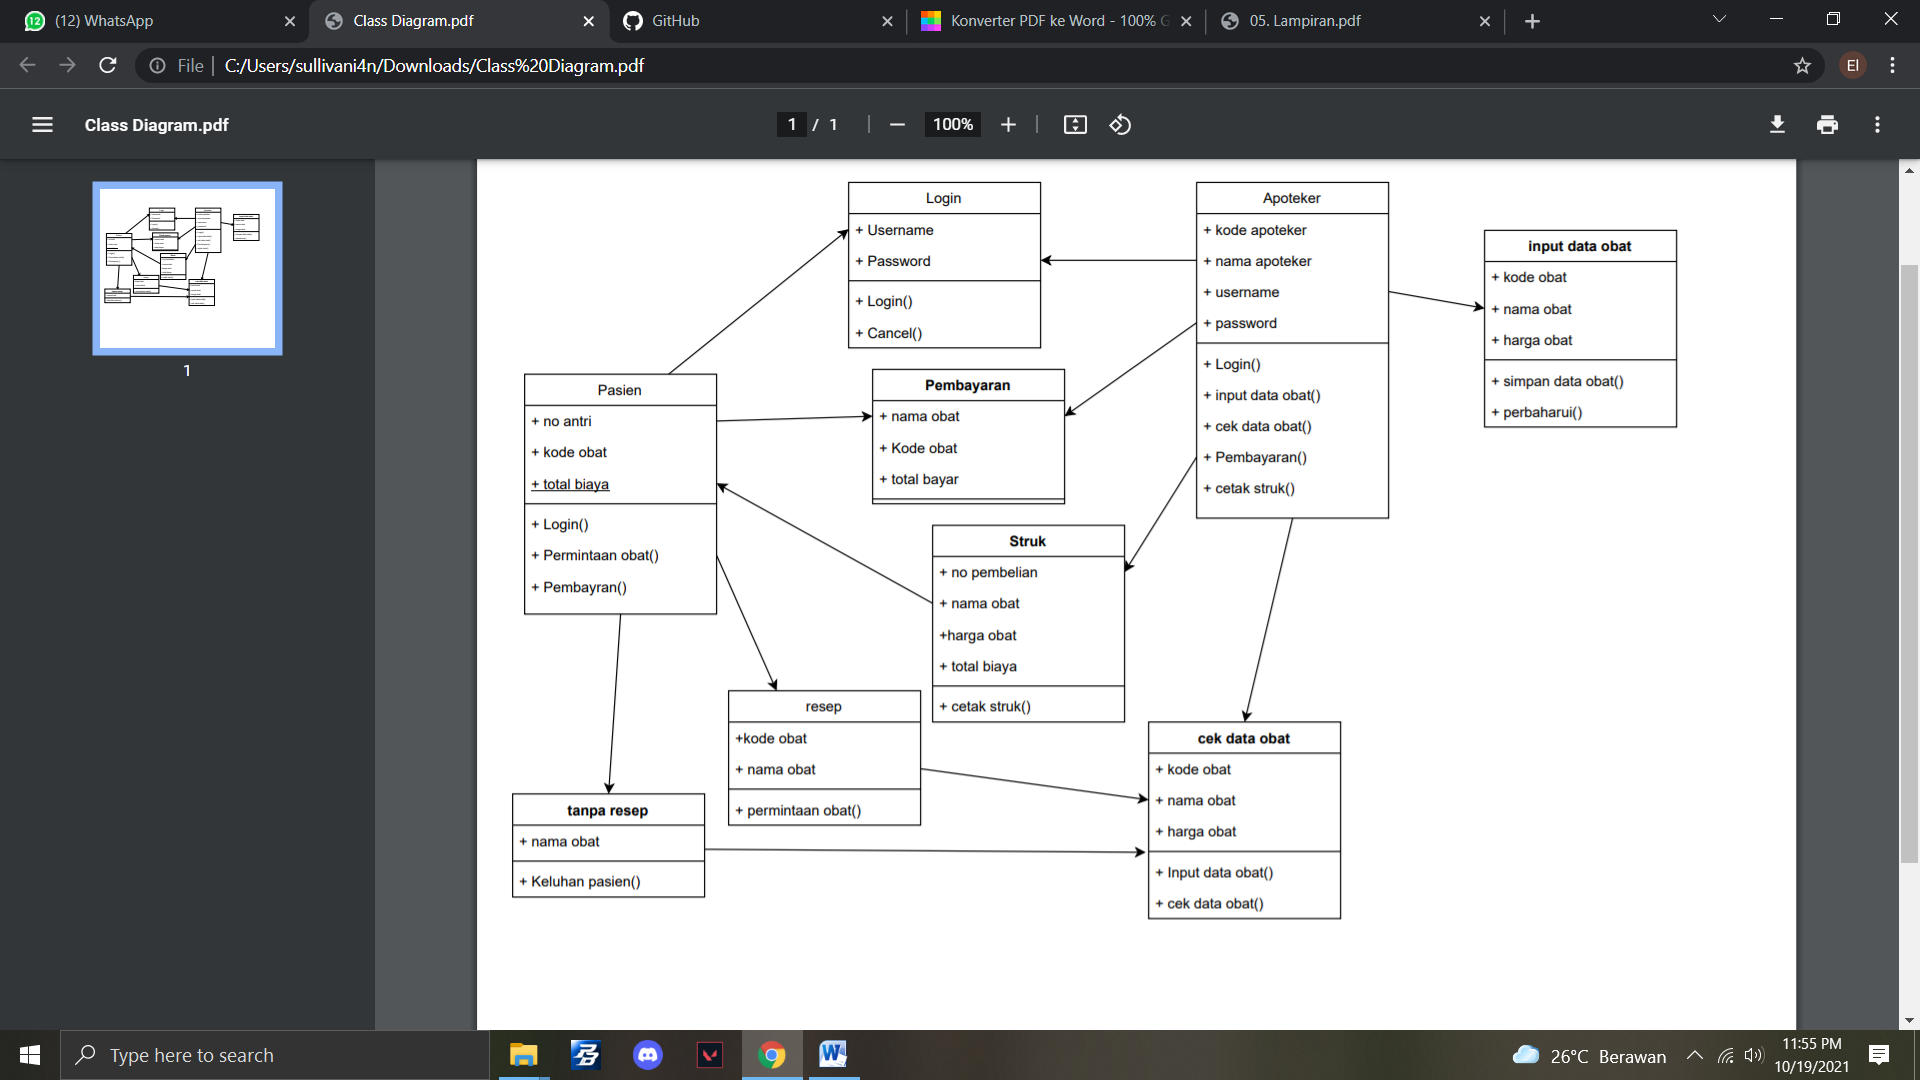 (12) WhatsApp
Class Diagram.pdf
GitHub
Konverter PDF ke Word - 100% G
05. Lampiran.pdf
File
C:/Users/sullivani4n/Downloads/Class%20Diagram.pdf
El
Class Diagram.pdf
1 / 1
100%
1
Login
+ Username
+ Password
+ Login()
+ Cancel()
Apoteker
+ kode apoteker
+ nama apoteker
+ username
+ password
+ Login()
+ input data obat()
+ cek data obat()
+ Pembayaran()
+ cetak struk()
input data obat
+ kode obat
+ nama obat
+ harga obat
+ simpan data obat()
+ perbaharui()
Pasien
+ no antri
+ kode obat
+ total biaya
+ Login()
+ Permintaan obat()
+ Pembayran()
Pembayaran
+ nama obat
+ Kode obat
+ total bayar
Struk
+ no pembelian
+ nama obat
+harga obat
+ total biaya
+ cetak struk()
resep
+kode obat
+ nama obat
+ permintaan obat()
cek data obat
+ kode obat
+ nama obat
+ harga obat
+ Input data obat()
+ cek data obat()
tanpa resep
+ nama obat
+ Keluhan pasien()
Type here to search
26°C Berawan
11:55 PM
10/19/2021